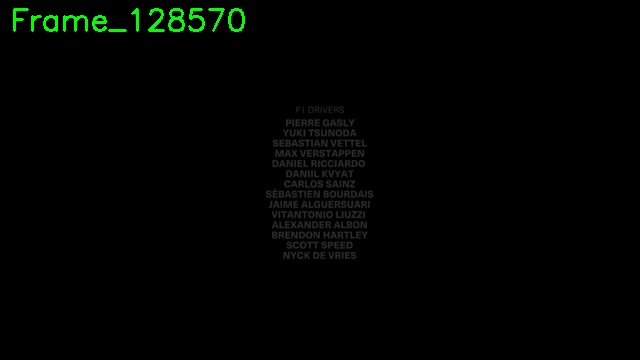 Frame_128570
F1 DRIVERS
PIERRE GASLY
YUKI TSUNODA
SEBASTIAN VETTEL
MAX VERSTAPPEN
DANIEL RICCIARDO
DANIIL KVYAT
CARLOS SAINZ
SÉBASTIEN BOURDAIS
JAIME ALGUERSUARI
VITANTONIO LIUZZI
ALEXANDER ALBON
BRENDON HARTLEY
SCOTT SPEED
NYCK DE VRIES